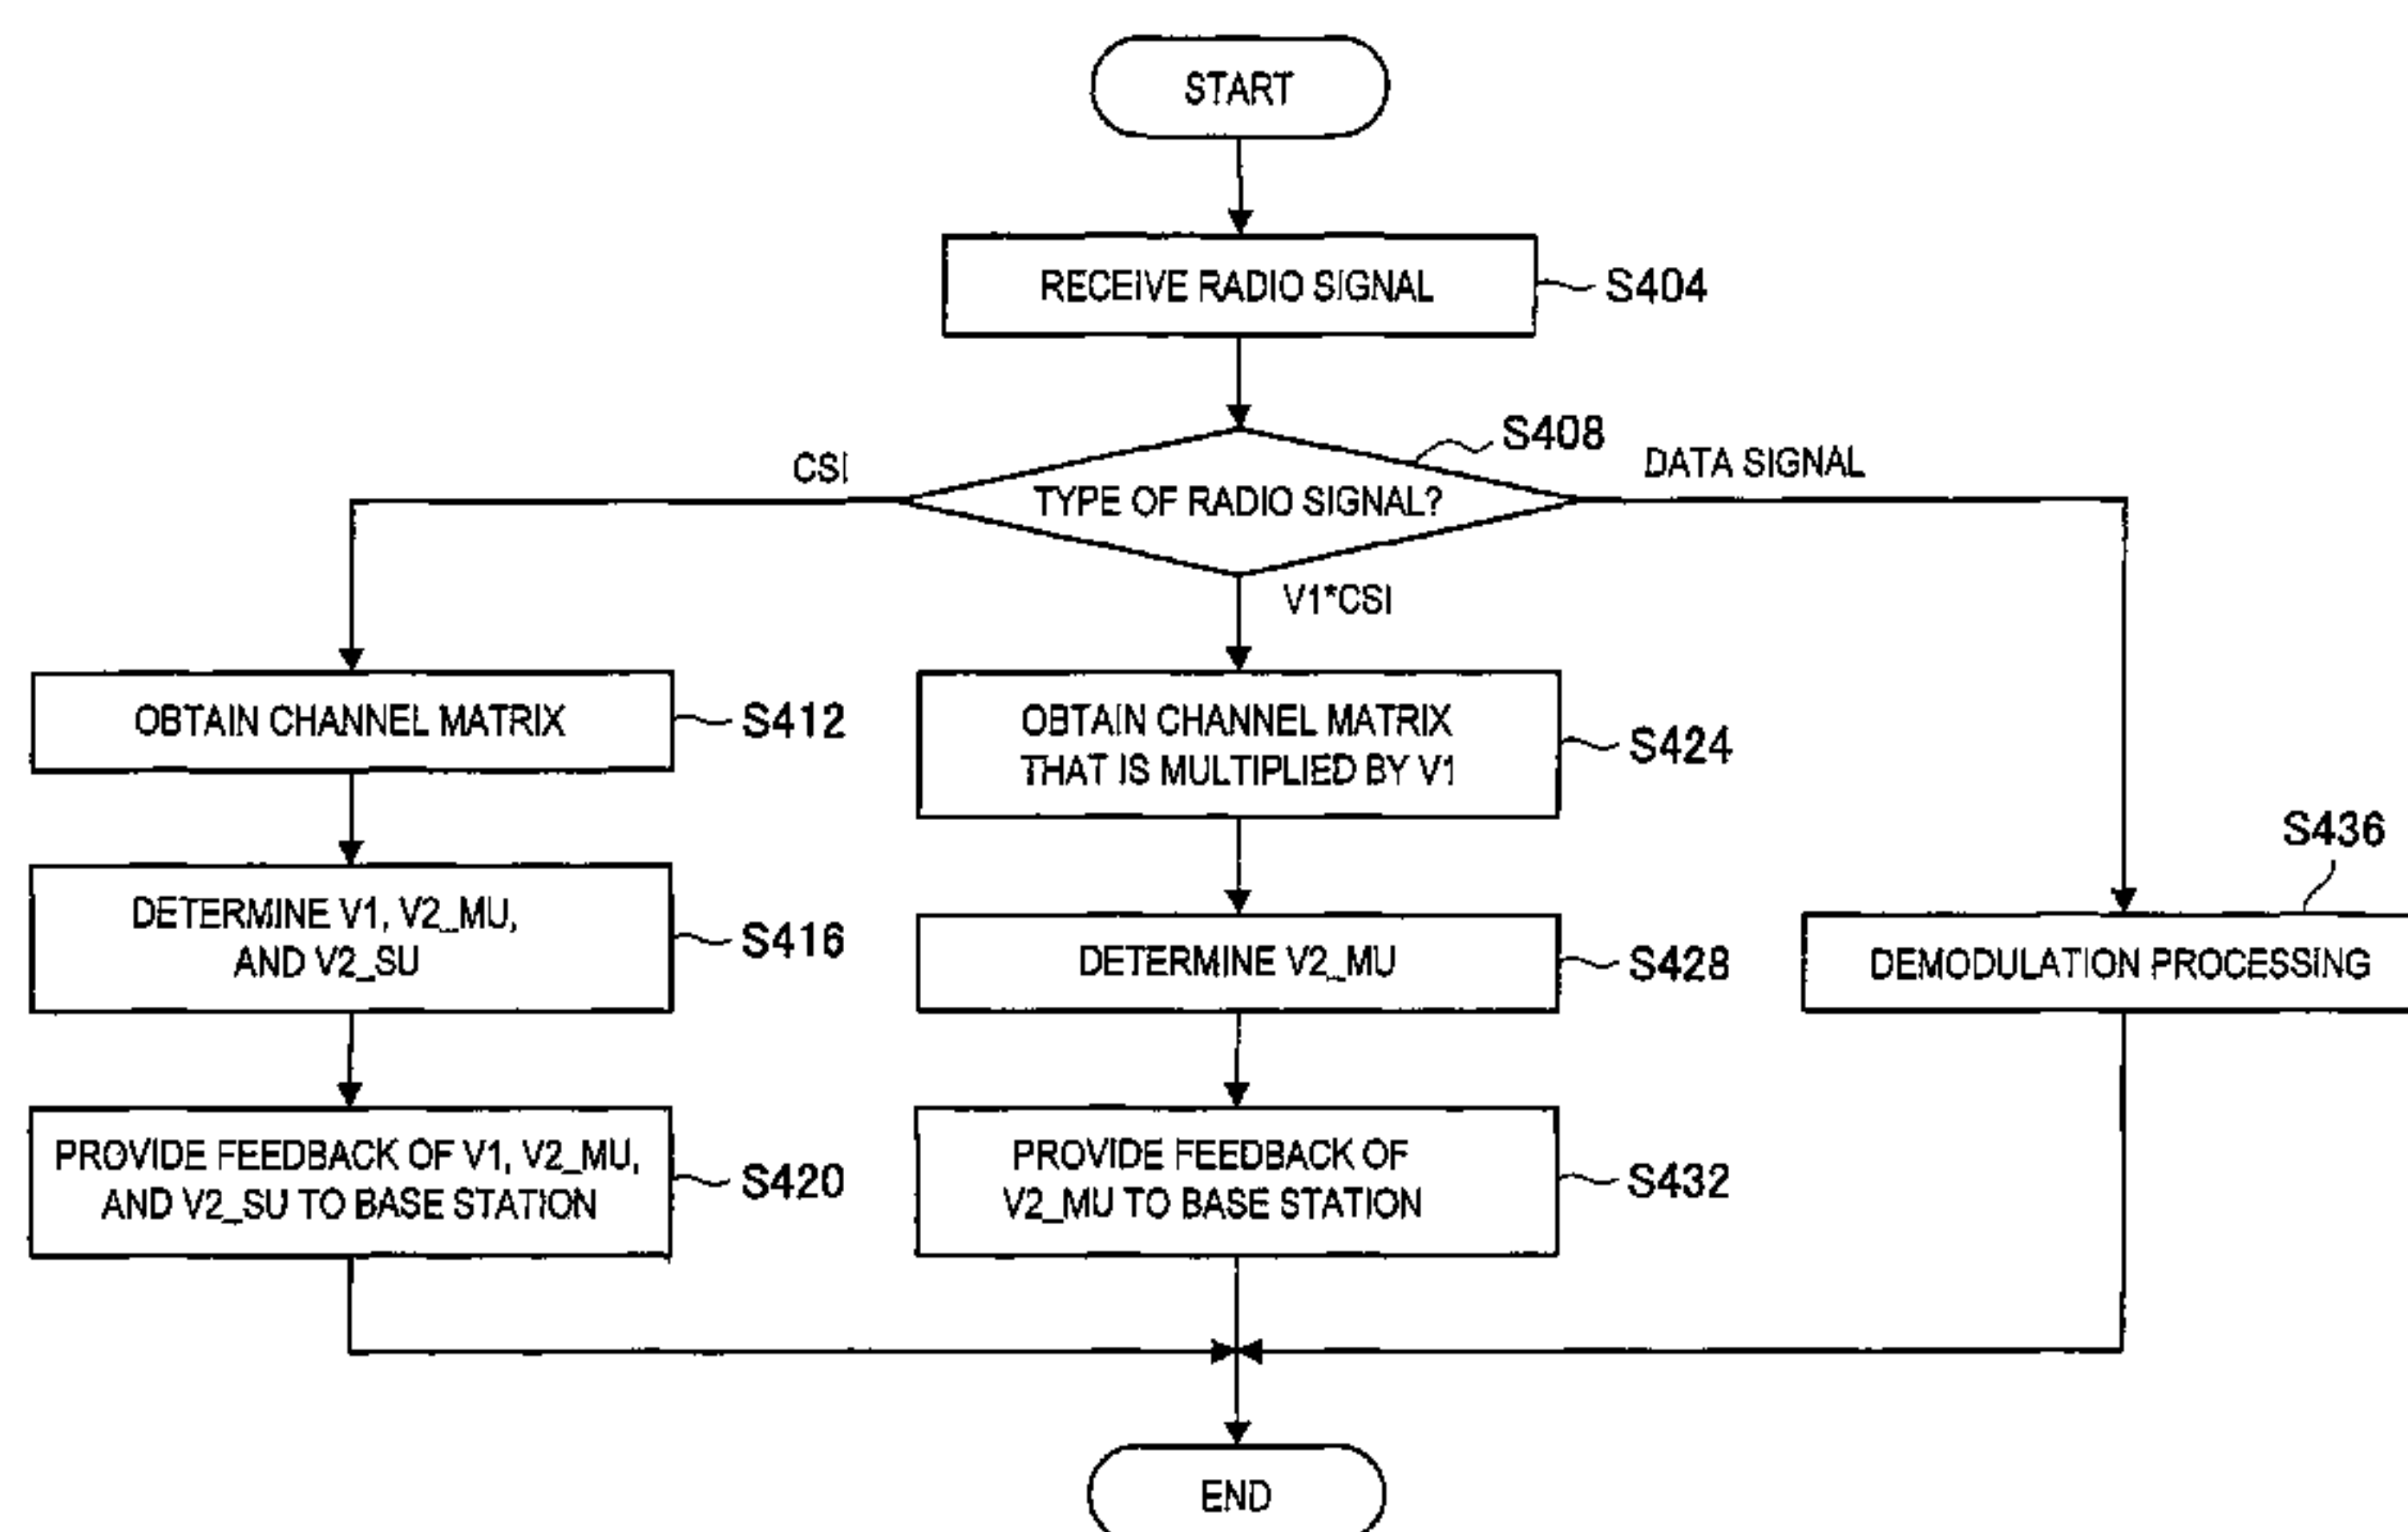 START
RECEIVE RADIO SIGNAL
S404
S408
CSI
TYPE OF RADIO SIGNAL?
DATA SIGNAL
V1*CSI
OBTAIN CHANNEL MATRIX
S412
OBTAIN CHANNEL MATRIX
THAT IS MULTIPLIED BY V1
S424
DETERMINE V1, V2_MU,
AND V2_SU
S416
DETERMINE V2_MU
S428
S436
DEMODULATION PROCESSING
PROVIDE FEEDBACK OF V1, V2_MU,
AND V2_SU TO BASE STATION
S420
PROVIDE FEEDBACK OF
V2_MU TO BASE STATION
S432
END